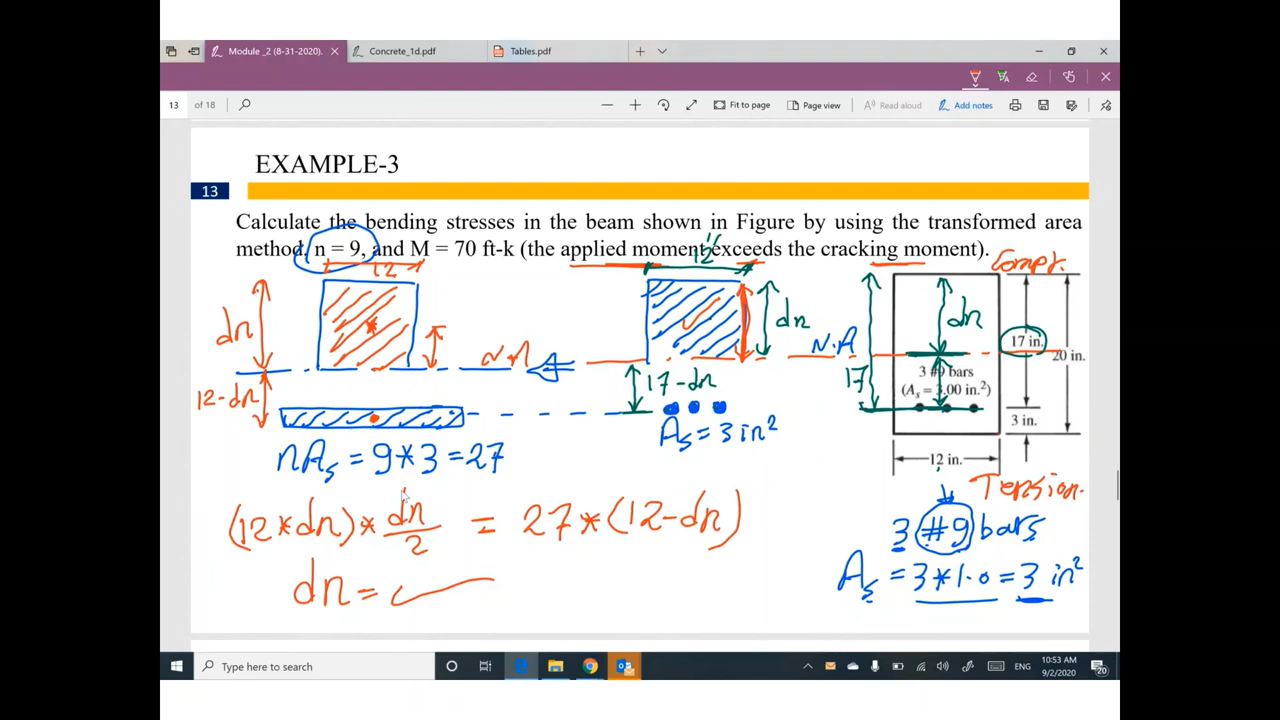 Module _2 (8-31-2020).
Concrete_1d.pdf
Tables.pdf
13 of 18
Fit to page
Page view
Read aloud
Add notes
EXAMPLE-3
13
Calculate the bending stresses in the beam shown in Figure by using the transformed area
method, n = 9, and M = 70 ft-k (the applied moment exceeds the cracking moment).
12
12"
Compr.
dn
dn
dn
N.A
N.A
17 in.
20 in.
12-dn
17-dn
17
3 #9 bars
(As = 3.00 in.²)
3 in.
nAs = 9*3 = 27
As = 3 in²
12 in.
Tension.
(12*dn)*dn/2 = 27*(12-dn)
3 #9 bars
dn =
As = 3*1.0 = 3 in²
Type here to search
ENG
10:53 AM
9/2/2020
20